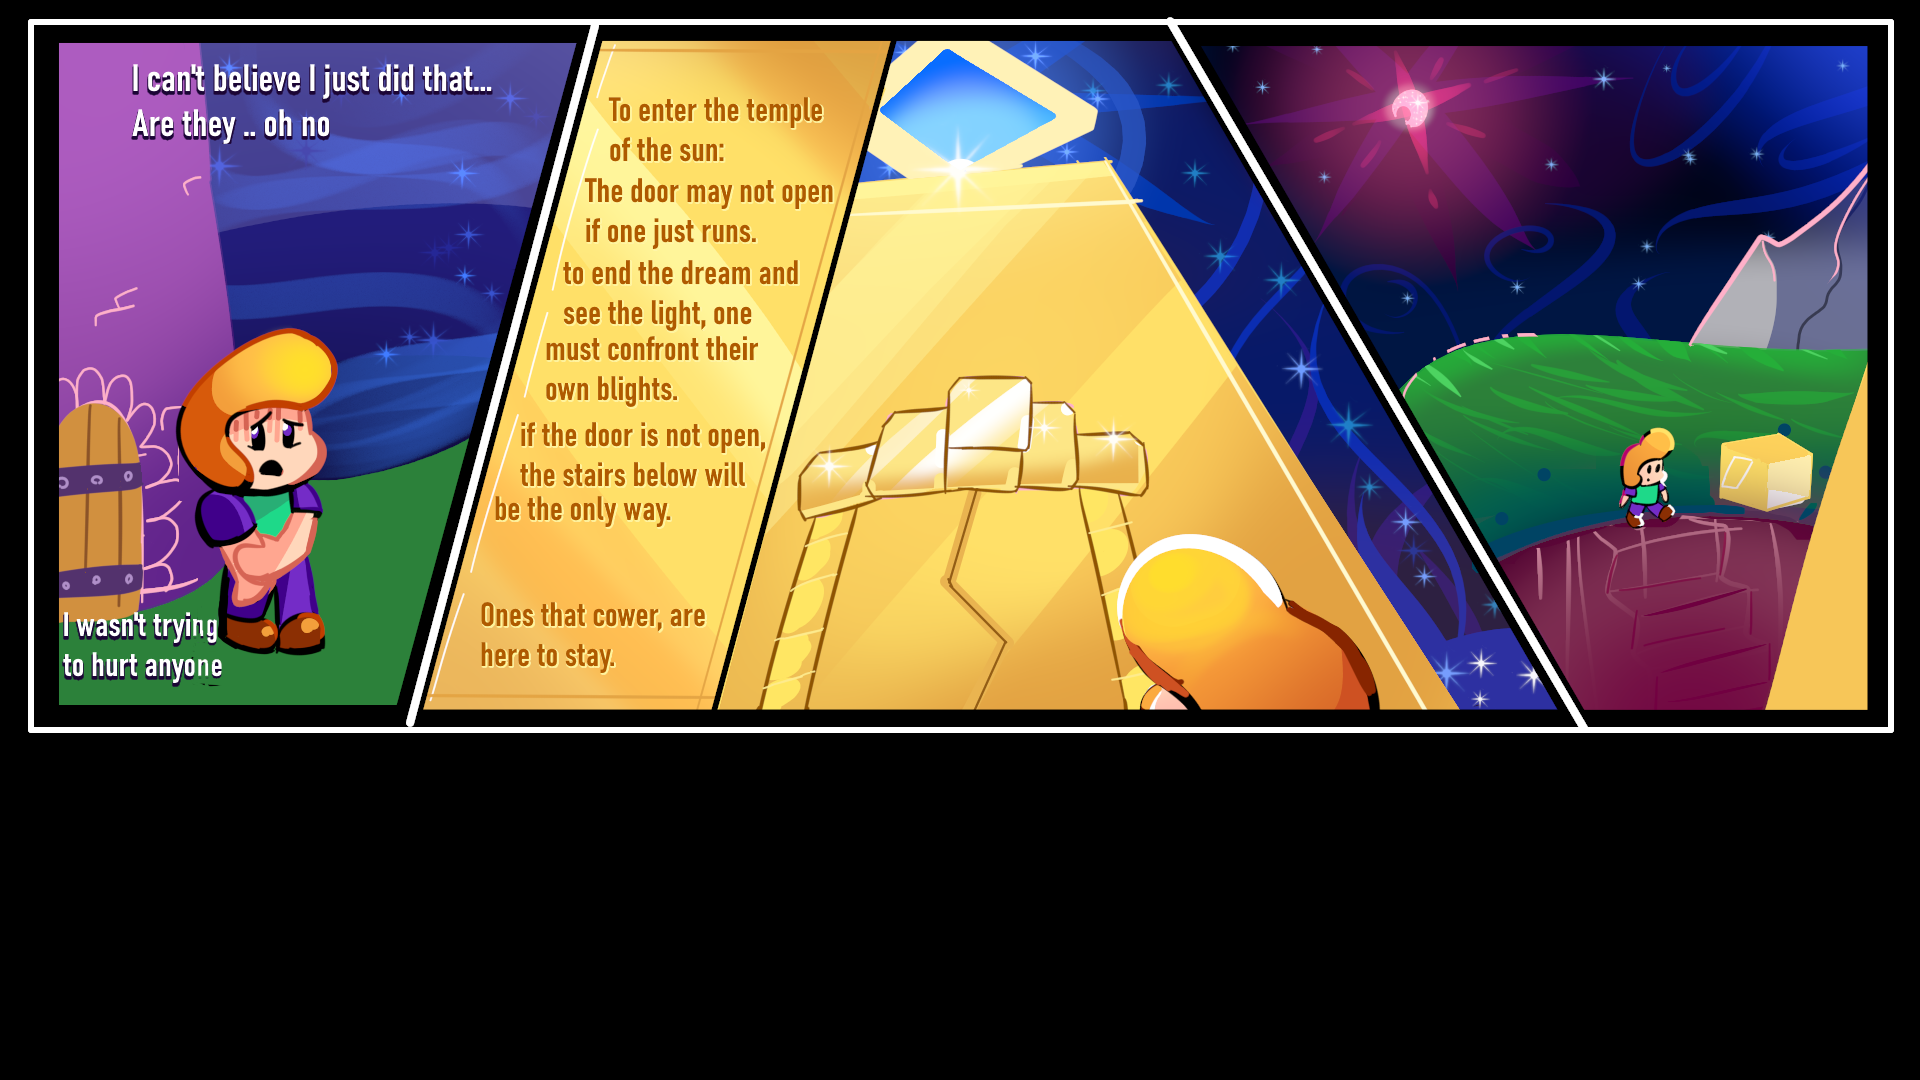 I can't believe I just did that...
Are they .. oh no
I wasn't trying
to hurt anyone
To enter the temple
of the sun:
The door may not open
if one just runs.
to end the dream and
see the light, one
must confront their
own blights.
if the door is not open,
the stairs below will
be the only way.
Ones that cower, are
here to stay.